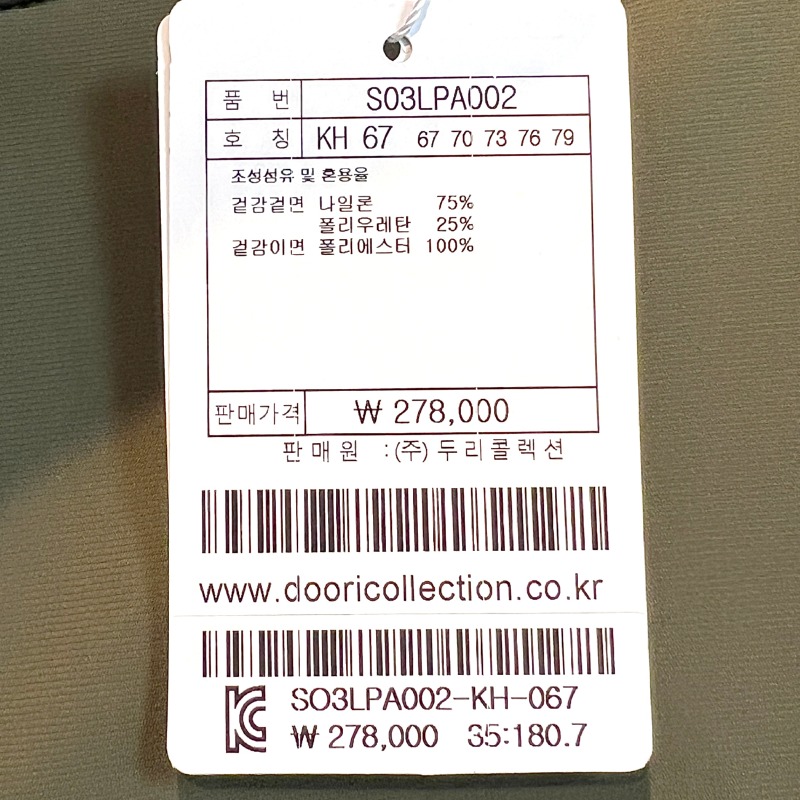 품 번 S03LPA002
호 칭 KH 67 67 70 73 76 79
조성섬유 및 혼용율
겉감겉면 나일론 75%
폴리우레탄 25%
겉감이면 폴리에스터 100%
판매가격 ₩ 278,000
판 매 원 : (주) 두리콜렉션
www.dooricollection.co.kr
KC SO3LPA002-KH-067
₩ 278,000 35:180.7